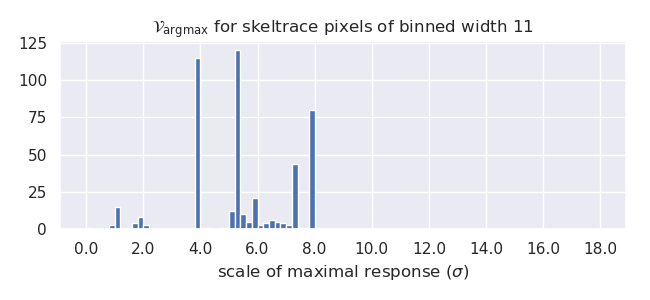 𝒱argmax for skeltrace pixels of binned width 11
125
100
75
50
25
0
0.0 2.0 4.0 6.0 8.0 10.0 12.0 14.0 16.0 18.0
scale of maximal response (σ)